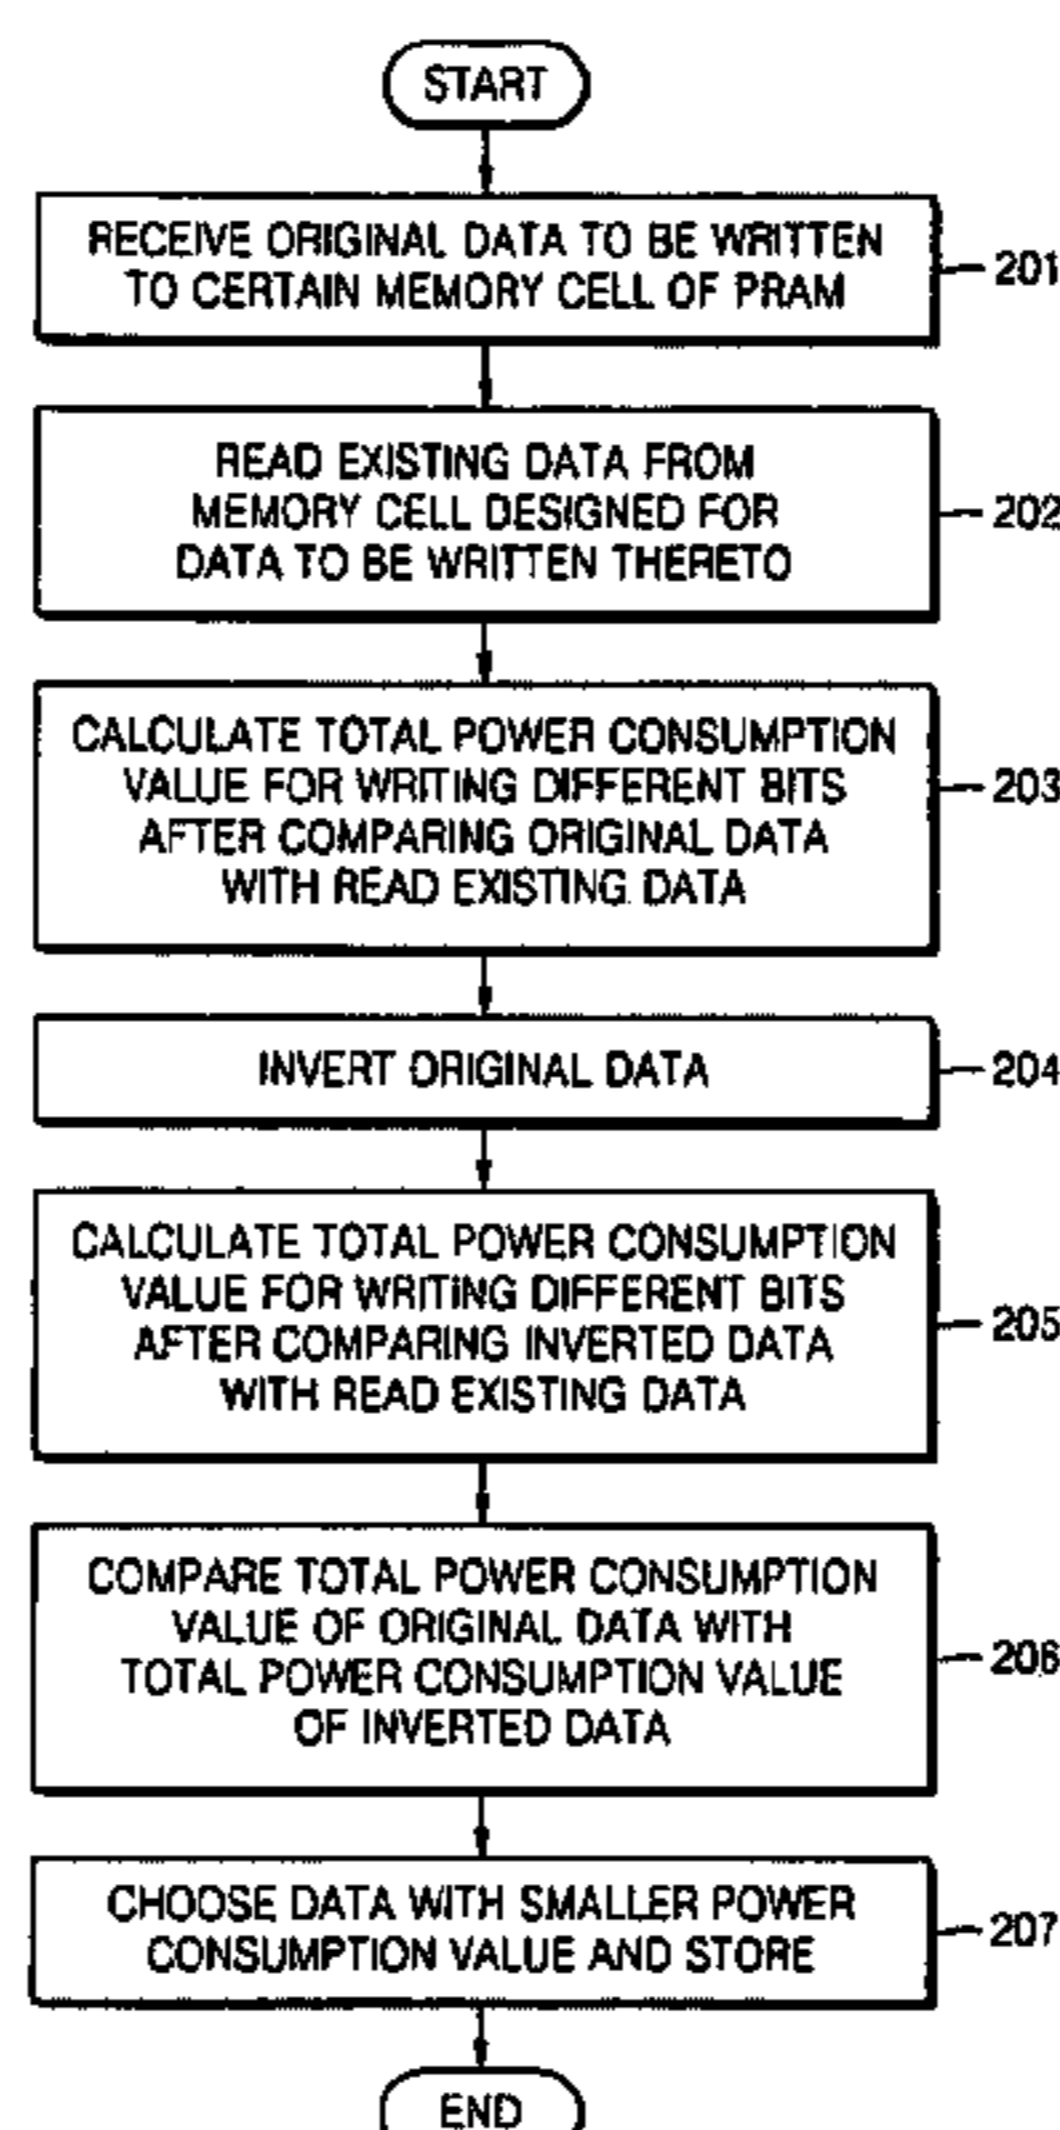 START
RECEIVE ORIGINAL DATA TO BE WRITTEN
TO CERTAIN MEMORY CELL OF PRAM
201
READ EXISTING DATA FROM
MEMORY CELL DESIGNED FOR
DATA TO BE WRITTEN THERETO
202
CALCULATE TOTAL POWER CONSUMPTION
VALUE FOR WRITING DIFFERENT BITS
AFTER COMPARING ORIGINAL DATA
WITH READ EXISTING DATA
203
INVERT ORIGINAL DATA
204
CALCULATE TOTAL POWER CONSUMPTION
VALUE FOR WRITING DIFFERENT BITS
AFTER COMPARING INVERTED DATA
WITH READ EXISTING DATA
205
COMPARE TOTAL POWER CONSUMPTION
VALUE OF ORIGINAL DATA WITH
TOTAL POWER CONSUMPTION VALUE
OF INVERTED DATA
206
CHOOSE DATA WITH SMALLER POWER
CONSUMPTION VALUE AND STORE
207
END